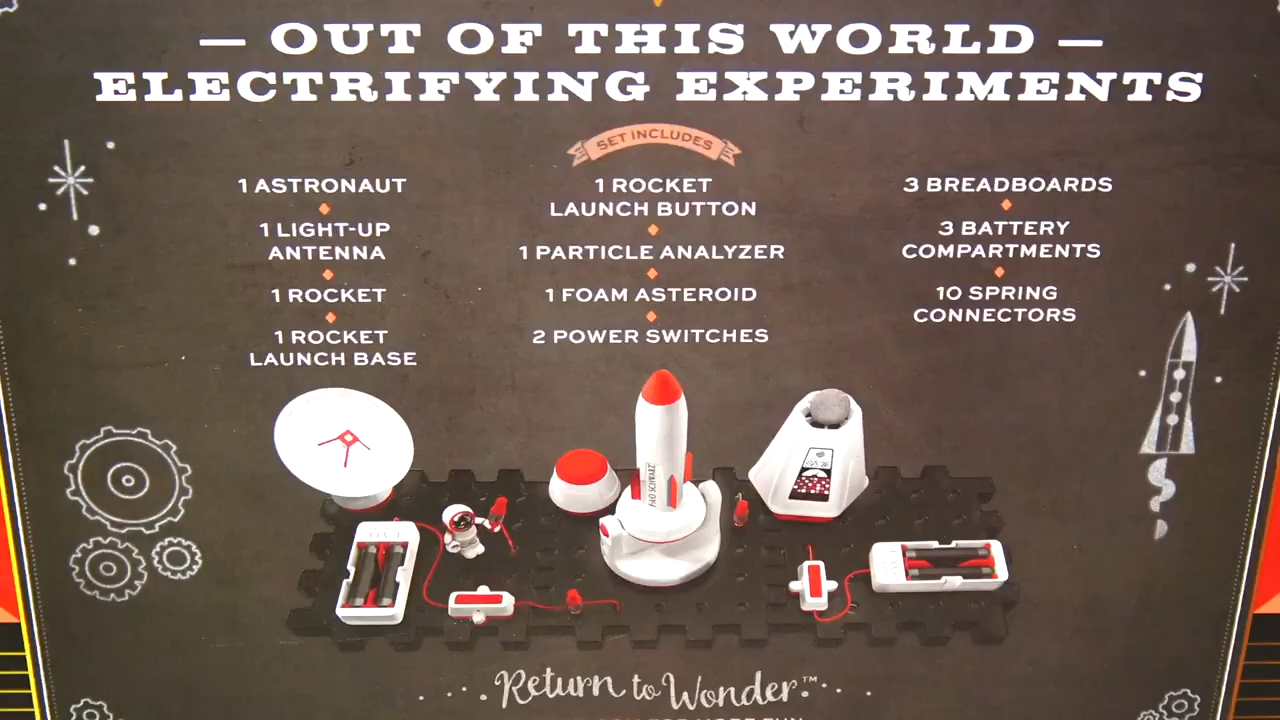 — OUT OF THIS WORLD —
ELECTRIFYING EXPERIMENTS
SET INCLUDES
1 ASTRONAUT
1 LIGHT-UP
ANTENNA
1 ROCKET
1 ROCKET
LAUNCH BASE
1 ROCKET
LAUNCH BUTTON
1 PARTICLE ANALYZER
1 FOAM ASTEROID
2 POWER SWITCHES
3 BREADBOARDS
3 BATTERY
COMPARTMENTS
10 SPRING
CONNECTORS
FAO SCHWARZ
Return to Wonder.™